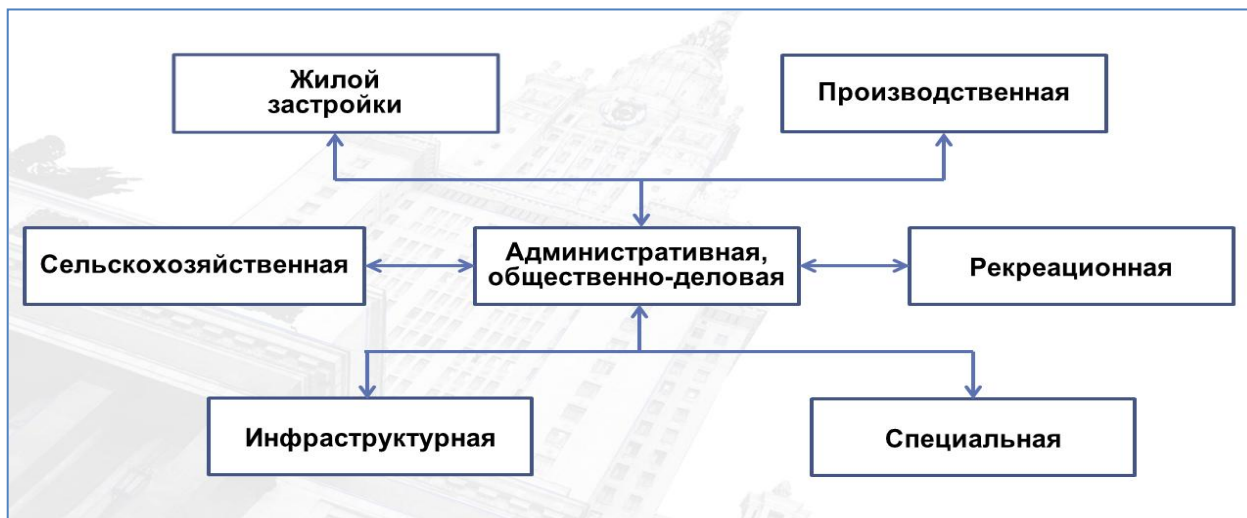 Жилой
застройки
Производственная
Сельскохозяйственная
Административная,
общественно-деловая
Рекреационная
Инфраструктурная
Специальная